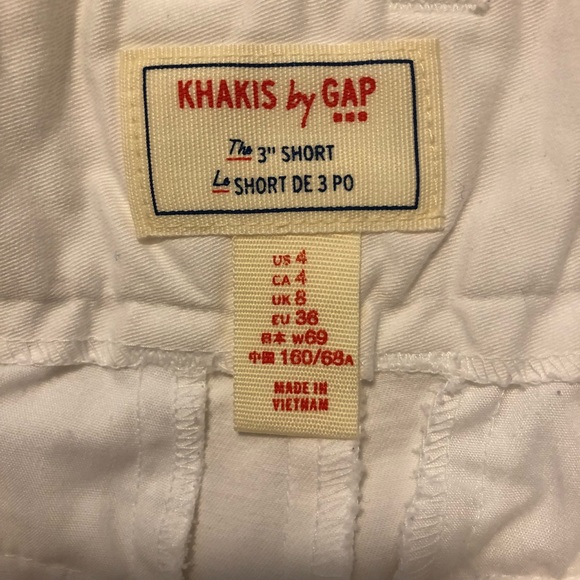 KHAKIS by GAP
The 3" SHORT
Le SHORT DE 3 PO
US 4
CA 4
UK 8
EU 36
日本 W69
中國 160/68A
MADE IN
VIETNAM